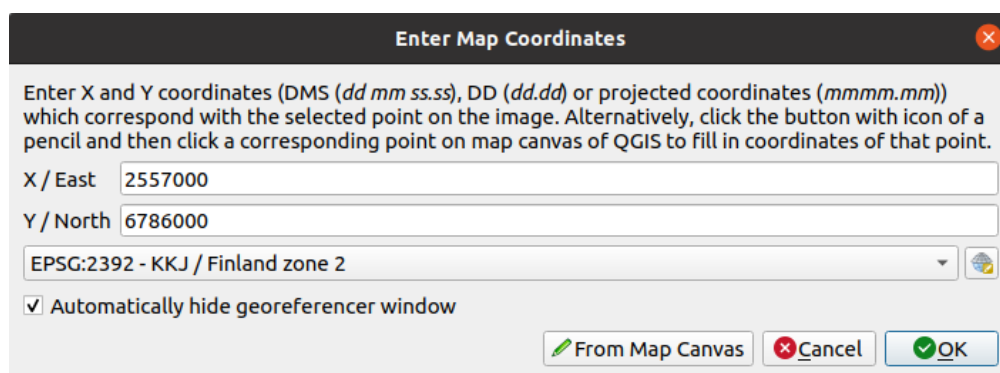 Enter Map Coordinates
Enter X and Y coordinates (DMS (dd mm ss.ss), DD (dd.dd) or projected coordinates (mmmm.mm))
which correspond with the selected point on the image. Alternatively, click the button with icon of a
pencil and then click a corresponding point on map canvas of QGIS to fill in coordinates of that point.
X / East 2557000
Y / North 6786000
EPSG:2392 - KKJ / Finland zone 2
Automatically hide georeferencer window
From Map Canvas Cancel OK